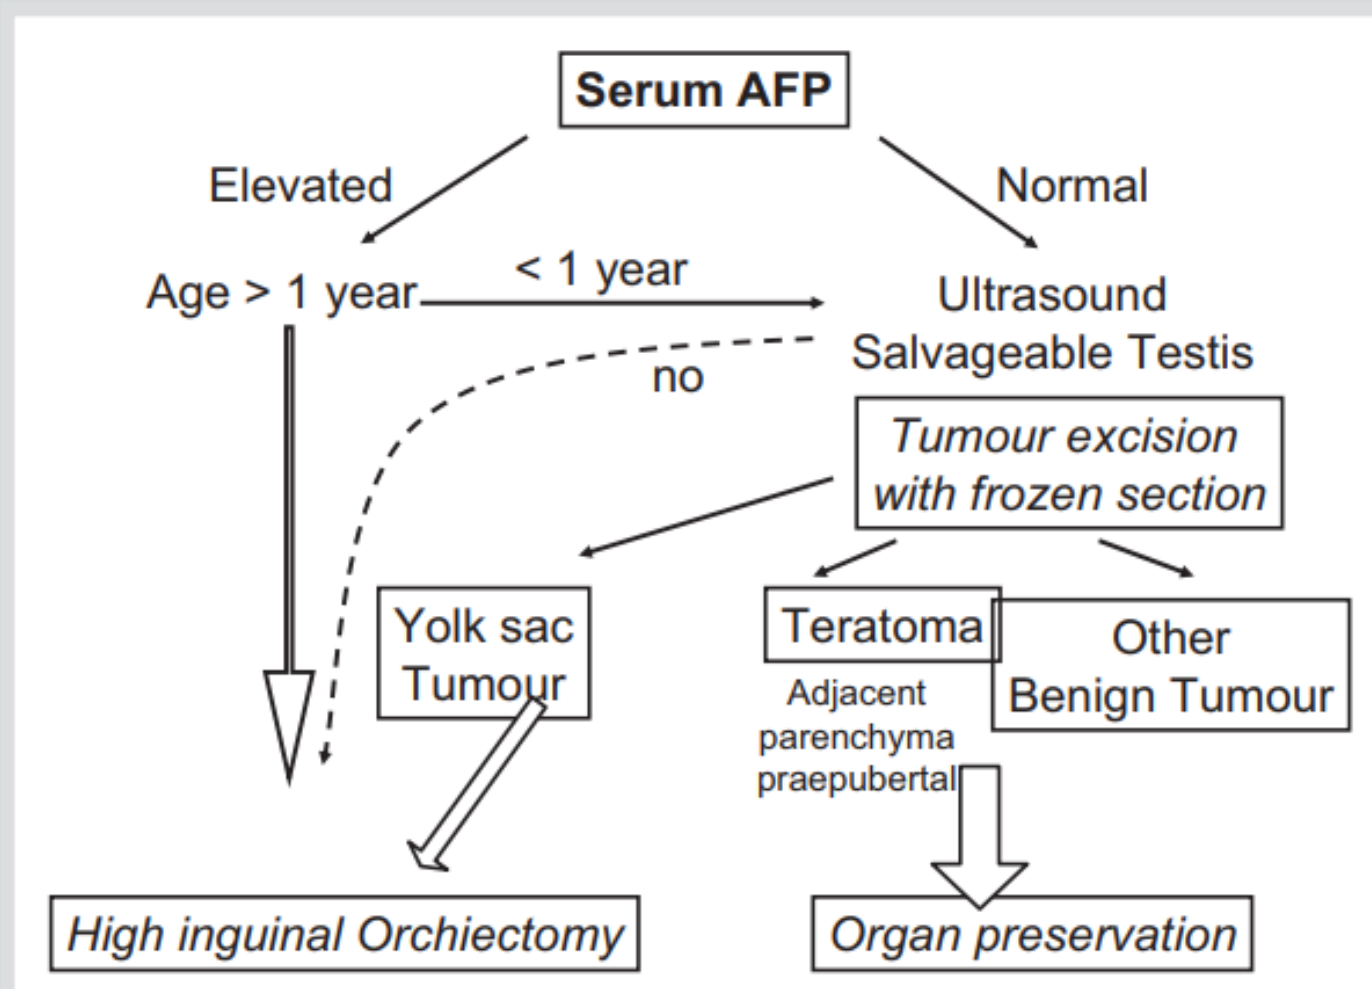 Serum AFP
Elevated
Normal
Age > 1 year
< 1 year
Ultrasound
Salvageable Testis
no
Tumour excision
with frozen section
Yolk sac
Tumour
Teratoma
Adjacent
parenchyma
praepubertal
Other
Benign Tumour
High inguinal Orchiectomy
Organ preservation